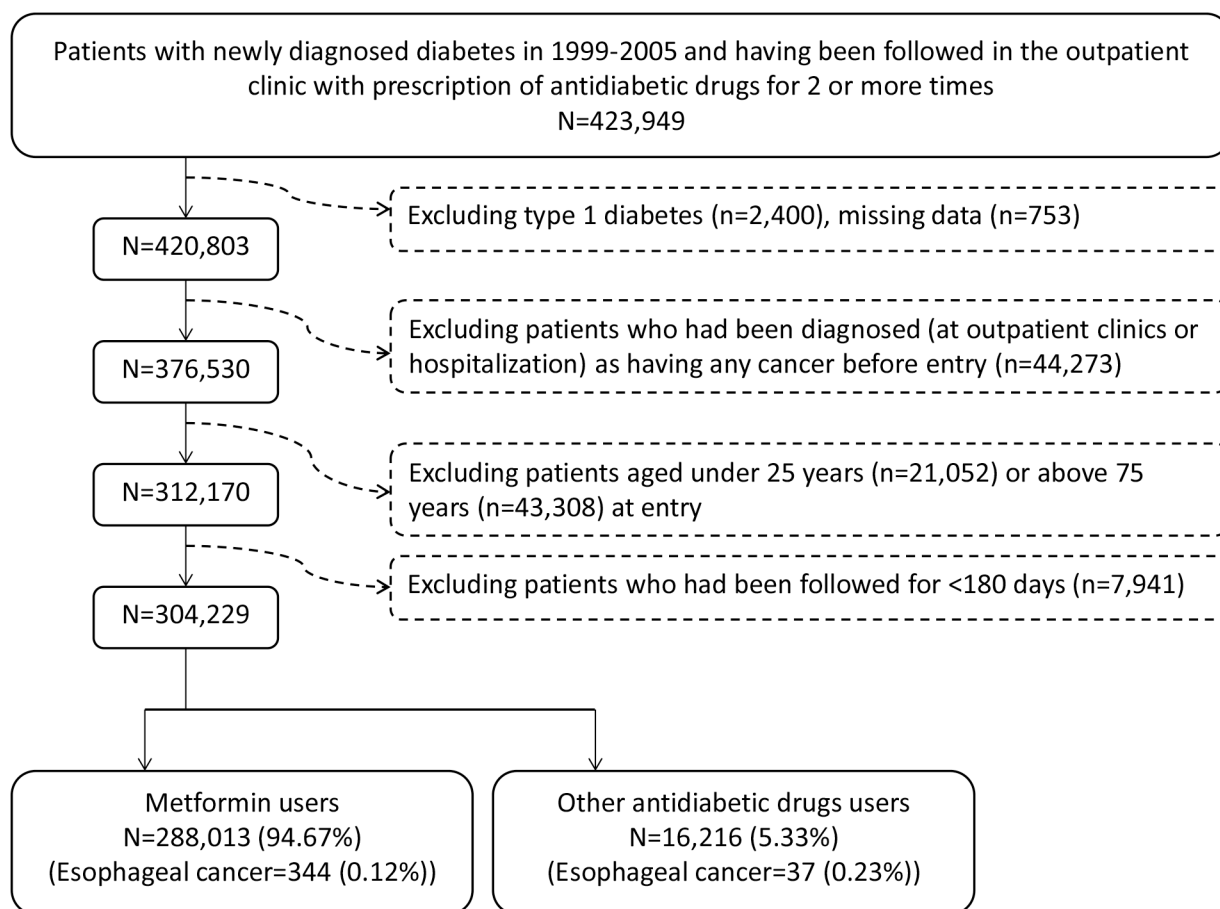 Patients with newly diagnosed diabetes in 1999-2005 and having been followed in the outpatient
clinic with prescription of antidiabetic drugs for 2 or more times
N=423,949
Excluding type 1 diabetes (n=2,400), missing data (n=753)
N=420,803
Excluding patients who had been diagnosed (at outpatient clinics or
hospitalization) as having any cancer before entry (n=44,273)
N=376,530
Excluding patients aged under 25 years (n=21,052) or above 75
years (n=43,308) at entry
N=312,170
Excluding patients who had been followed for <180 days (n=7,941)
N=304,229
Metformin users
N=288,013 (94.67%)
(Esophageal cancer=344 (0.12%))
Other antidiabetic drugs users
N=16,216 (5.33%)
(Esophageal cancer=37 (0.23%))